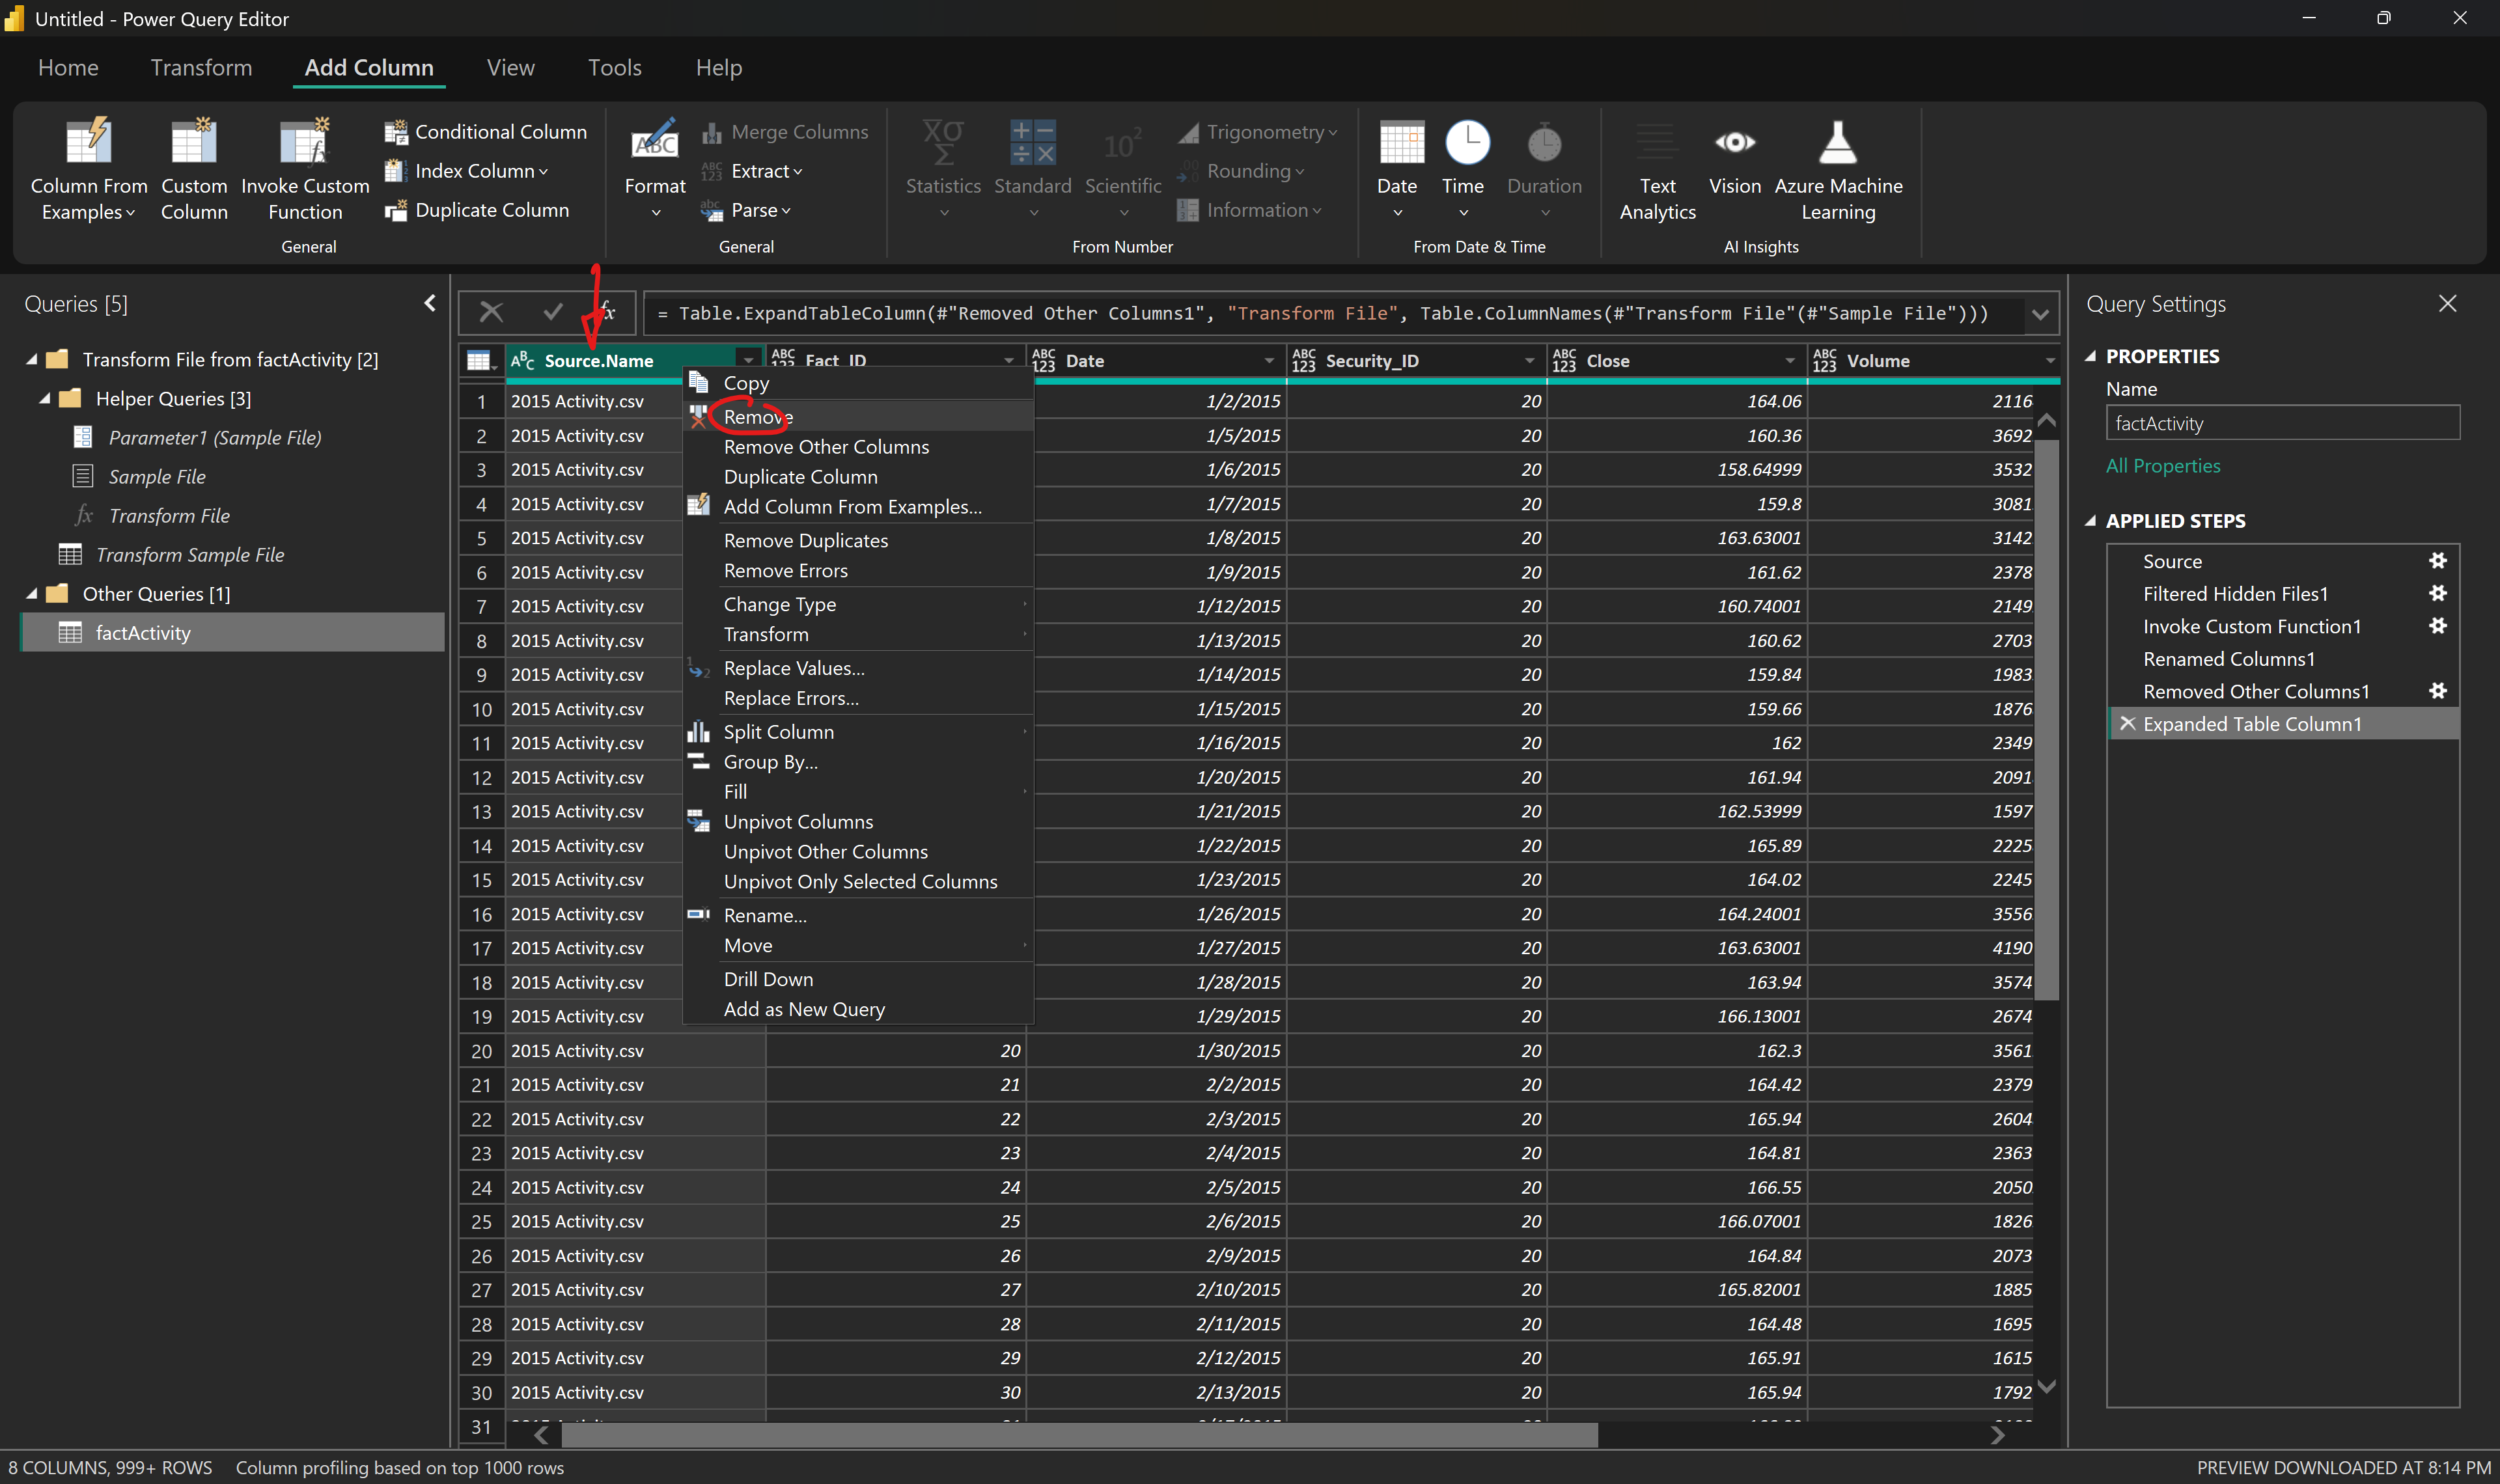 Untitled - Power Query Editor
Home Transform Add Column View Tools Help
Column From Examples
Custom Column
Invoke Custom Function
Conditional Column
Index Column
Duplicate Column
General
Format
Merge Columns
Extract
Parse
General
Statistics
Standard
Scientific
Trigonometry
Rounding
Information
From Number
Date
Time
Duration
From Date & Time
Text Analytics
Vision
Azure Machine Learning
AI Insights
Queries [5]
Transform File from factActivity [2]
Helper Queries [3]
Parameter1 (Sample File)
Sample File
fx Transform File
Transform Sample File
Other Queries [1]
factActivity
= Table.ExpandTableColumn(#"Removed Other Columns1", "Transform File", Table.ColumnNames(#"Transform File"(#"Sample File")))
Source.Name Fact_ID Date Security_ID Close Volume
1 2015 Activity.csv 1/2/2015 20 164.06 2116
2 2015 Activity.csv 1/5/2015 20 160.36 3692
3 2015 Activity.csv 1/6/2015 20 158.64999 3532
4 2015 Activity.csv 1/7/2015 20 159.8 3081
5 2015 Activity.csv 1/8/2015 20 163.63001 3142
6 2015 Activity.csv 1/9/2015 20 161.62 2378
7 2015 Activity.csv 1/12/2015 20 160.74001 2149
8 2015 Activity.csv 1/13/2015 20 160.62 2703
9 2015 Activity.csv 1/14/2015 20 159.84 1983
10 2015 Activity.csv 1/15/2015 20 159.66 1876
11 2015 Activity.csv 1/16/2015 20 162 2349
12 2015 Activity.csv 1/20/2015 20 161.94 2091
13 2015 Activity.csv 1/21/2015 20 162.53999 1597
14 2015 Activity.csv 1/22/2015 20 165.89 2225
15 2015 Activity.csv 1/23/2015 20 164.02 2245
16 2015 Activity.csv 1/26/2015 20 164.24001 3556
17 2015 Activity.csv 1/27/2015 20 163.63001 4190
18 2015 Activity.csv 1/28/2015 20 163.94 3574
19 2015 Activity.csv 1/29/2015 20 166.13001 2674
20 2015 Activity.csv 20 1/30/2015 20 162.3 3561
21 2015 Activity.csv 21 2/2/2015 20 164.42 2379
22 2015 Activity.csv 22 2/3/2015 20 165.94 2604
23 2015 Activity.csv 23 2/4/2015 20 164.81 2363
24 2015 Activity.csv 24 2/5/2015 20 166.55 2050
25 2015 Activity.csv 25 2/6/2015 20 166.07001 1826
26 2015 Activity.csv 26 2/9/2015 20 164.84 2073
27 2015 Activity.csv 27 2/10/2015 20 165.82001 1885
28 2015 Activity.csv 28 2/11/2015 20 164.48 1695
29 2015 Activity.csv 29 2/12/2015 20 165.91 1615
30 2015 Activity.csv 30 2/13/2015 20 165.94 1792
31
Copy
Remove
Remove Other Columns
Duplicate Column
Add Column From Examples...
Remove Duplicates
Remove Errors
Change Type
Transform
Replace Values...
Replace Errors...
Split Column
Group By...
Fill
Unpivot Columns
Unpivot Other Columns
Unpivot Only Selected Columns
Rename...
Move
Drill Down
Add as New Query
Query Settings
PROPERTIES
Name
factActivity
All Properties
APPLIED STEPS
Source
Filtered Hidden Files1
Invoke Custom Function1
Renamed Columns1
Removed Other Columns1
Expanded Table Column1
8 COLUMNS, 999+ ROWS Column profiling based on top 1000 rows
PREVIEW DOWNLOADED AT 8:14 PM